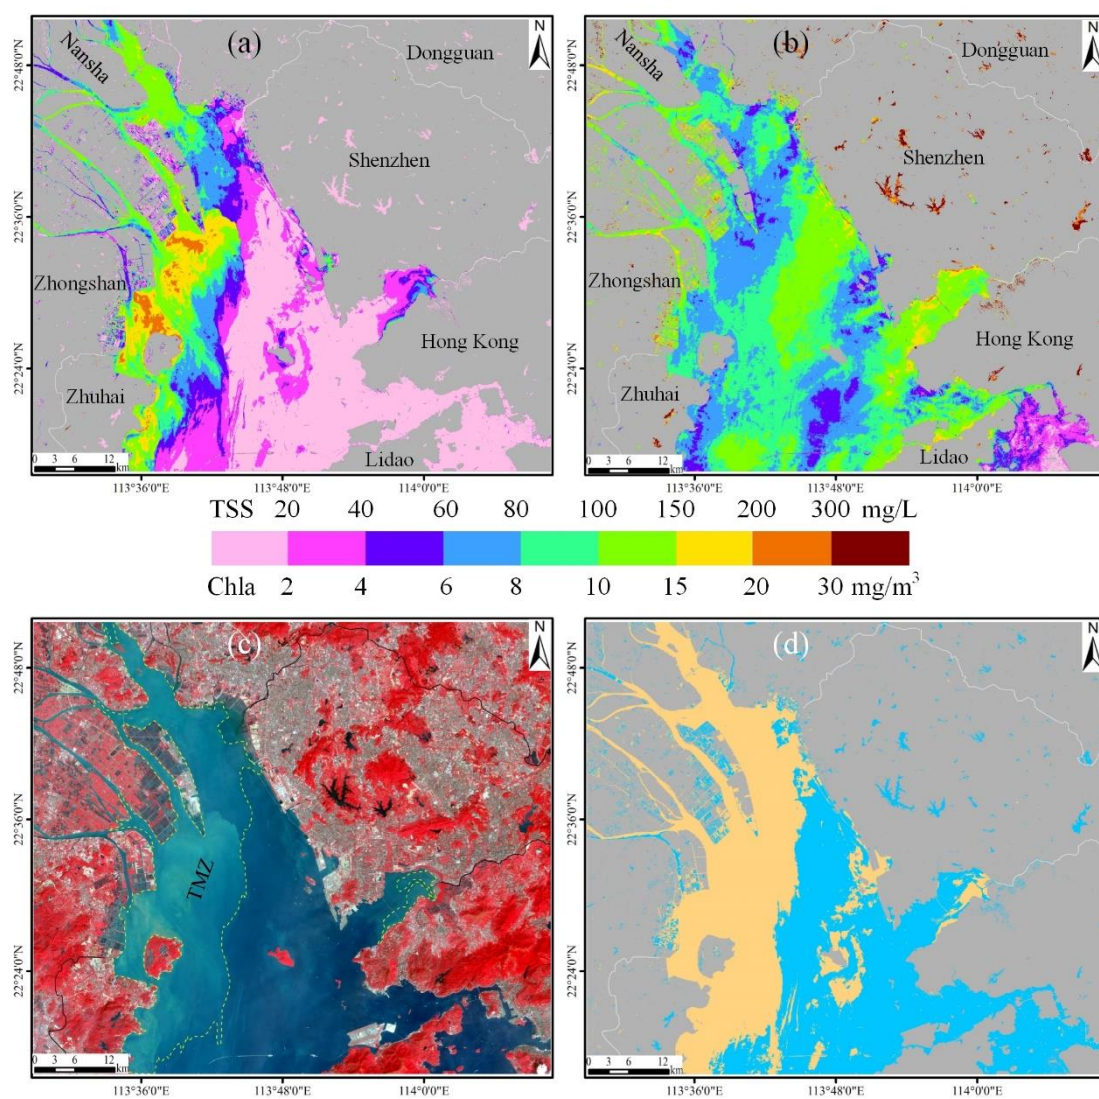 (a)
N
Nansha
Dongguan
Shenzhen
Zhongshan
Hong Kong
Zhuhai
Lidao
22°48'0"N
22°36'0"N
22°24'0"N
0 3 6 12
km
113°36'0"E 113°48'0"E 114°0'0"E
(b)
N
Nansha
Dongguan
Shenzhen
Zhongshan
Hong Kong
Zhuhai
Lidao
22°48'0"N
22°36'0"N
22°24'0"N
0 3 6 12
km
113°36'0"E 113°48'0"E 114°0'0"E
TSS 20 40 60 80 100 150 200 300 mg/L
Chla 2 4 6 8 10 15 20 30 mg/m³
(c)
N
TMZ
22°48'0"N
22°36'0"N
22°24'0"N
0 3 6 12
km
113°36'0"E 113°48'0"E 114°0'0"E
(d)
N
22°48'0"N
22°36'0"N
22°24'0"N
0 3 6 12
km
113°36'0"E 113°48'0"E 114°0'0"E